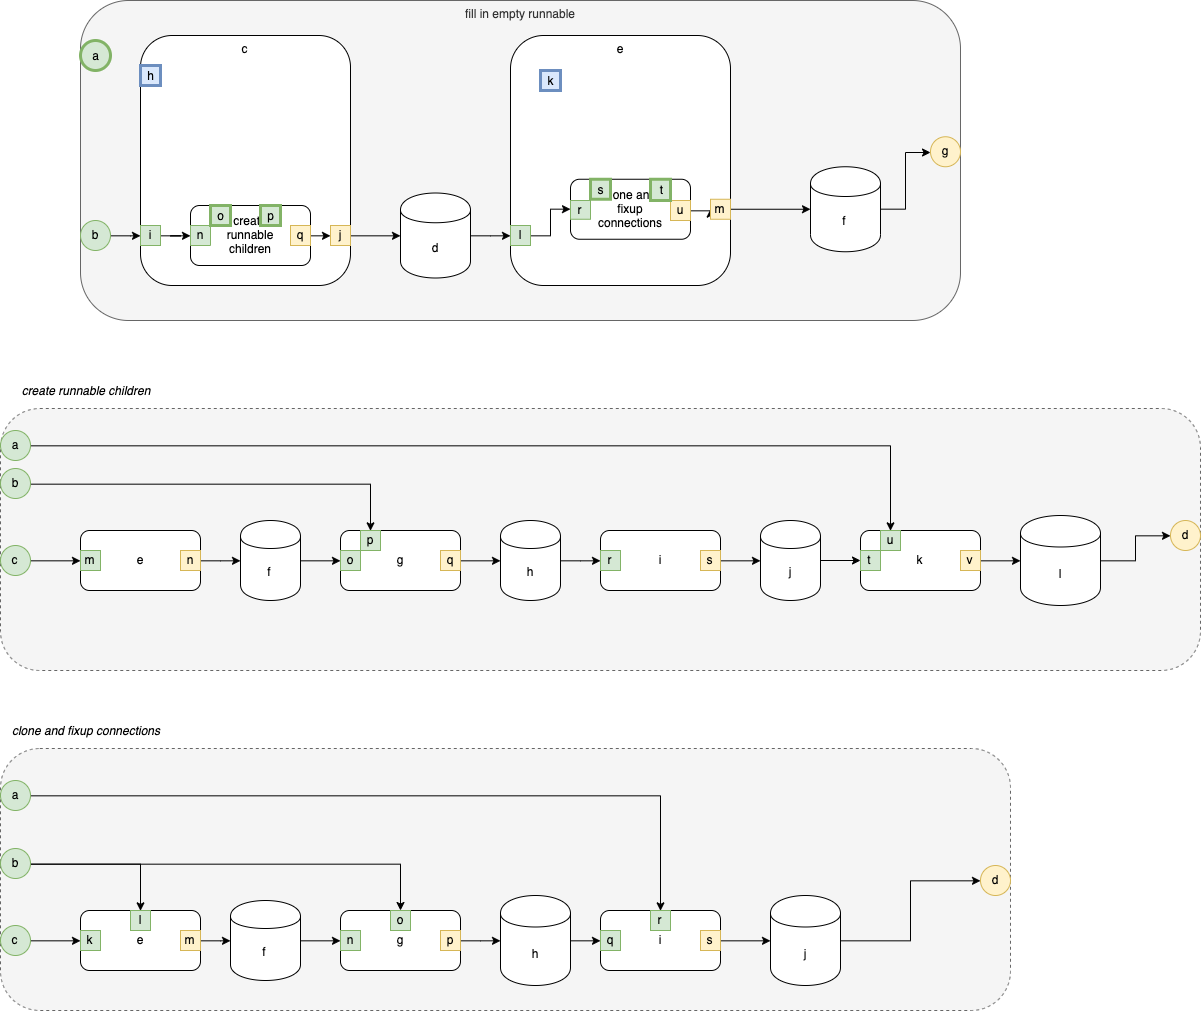 fill in empty runnable
c
e
a
h
k
s
t
one an
r
fixup
u
m
connections
g
f
o
p
creat
b
i
n
runnable
q
j
children
d
l
create runnable children
a
b
c
m
e
n
f
p
o
g
q
h
r
i
s
j
u
t
k
v
l
d
clone and fixup connections
a
b
c
k
l
e
m
f
o
n
g
p
h
r
q
i
s
j
d